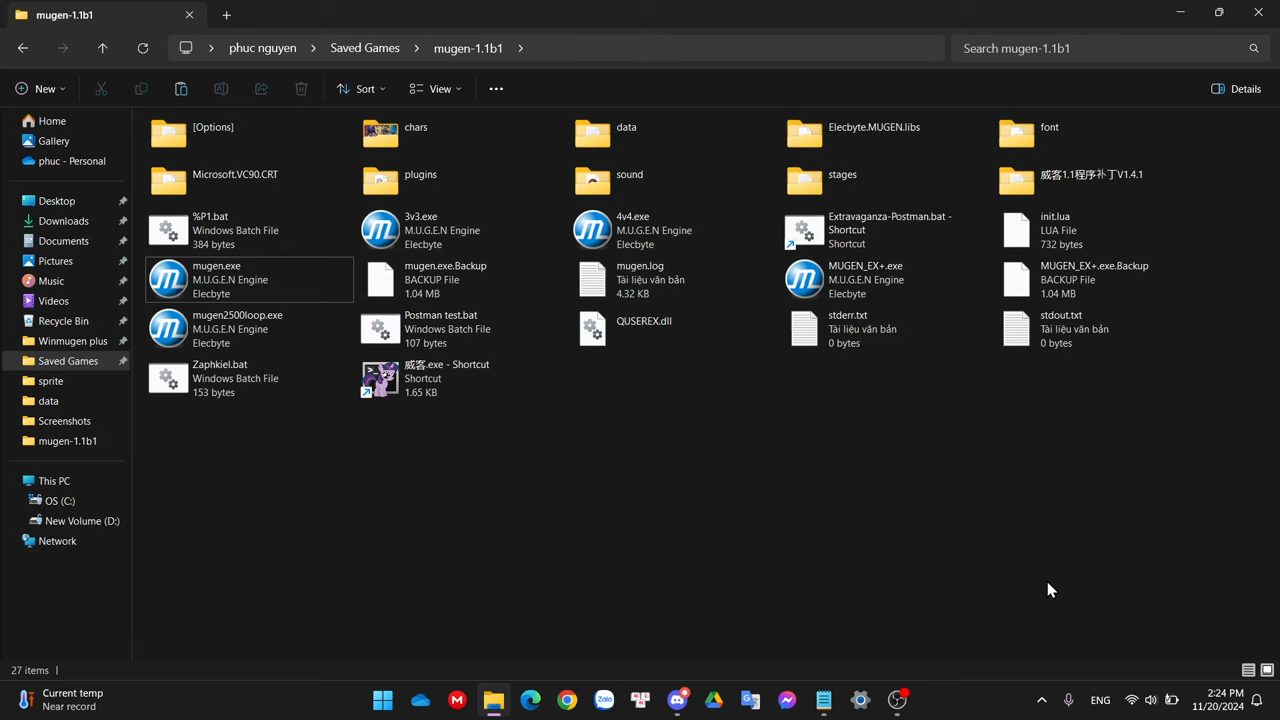 mugen-1.1b1
phuc nguyen
Saved Games
mugen-1.1b1
Search mugen-1.1b1
New
Sort
View
Details
Home
Gallery
phuc - Personal
Desktop
Downloads
Documents
Pictures
Music
Videos
Recycle Bin
Winmugen plus
Saved Games
sprite
data
Screenshots
mugen-1.1b1
This PC
OS (C:)
New Volume (D:)
Network
[Options]
chars
data
Elecbyte.MUGEN.libs
font
Microsoft.VC90.CRT
plugins
sound
stages
威客1.1程序补丁V1.4.1
%P1.bat
Windows Batch File
384 bytes
3v3.exe
M.U.G.E.N Engine
Elecbyte
4v4.exe
M.U.G.E.N Engine
Elecbyte
Extravaganza-Postman.bat -
Shortcut
Shortcut
init.lua
LUA File
732 bytes
mugen.exe
M.U.G.E.N Engine
Elecbyte
mugen.exe.Backup
BACKUP File
1.04 MB
mugen.log
Tài liệu văn bản
4.32 KB
MUGEN_EX+.exe
M.U.G.E.N Engine
Elecbyte
MUGEN_EX+.exe.Backup
BACKUP File
1.04 MB
mugen2500loop.exe
M.U.G.E.N Engine
Elecbyte
Postman test.bat
Windows Batch File
107 bytes
QUSEREX.dll
stderr.txt
Tài liệu văn bản
0 bytes
stdout.txt
Tài liệu văn bản
0 bytes
Zaphkiel.bat
Windows Batch File
153 bytes
威客.exe - Shortcut
Shortcut
1.65 KB
27 items
Current temp
Near record
Zalo
ENG
2:24 PM
11/20/2024